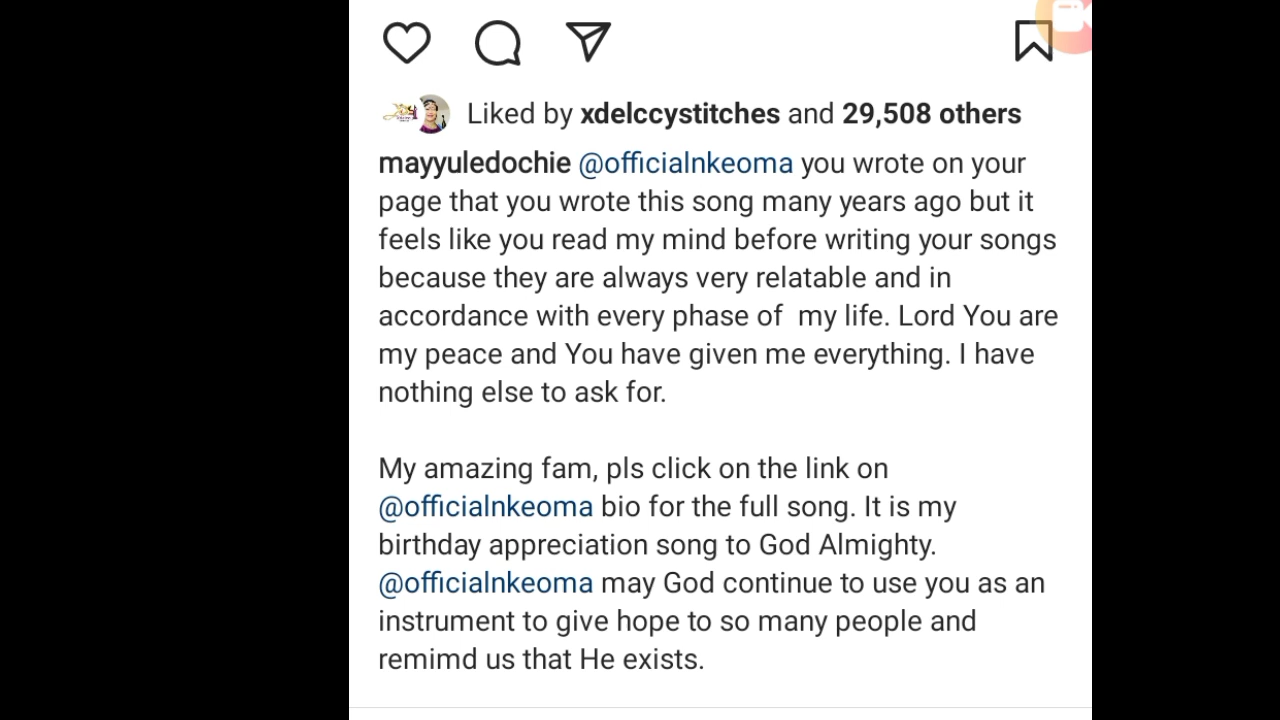 Liked by xdelccystitches and 29,508 others
mayyuledochie @officialnkeoma you wrote on your
page that you wrote this song many years ago but it
feels like you read my mind before writing your songs
because they are always very relatable and in
accordance with every phase of  my life. Lord You are
my peace and You have given me everything. I have
nothing else to ask for.
My amazing fam, pls click on the link on
@officialnkeoma bio for the full song. It is my
birthday appreciation song to God Almighty.
@officialnkeoma may God continue to use you as an
instrument to give hope to so many people and
remimd us that He exists.